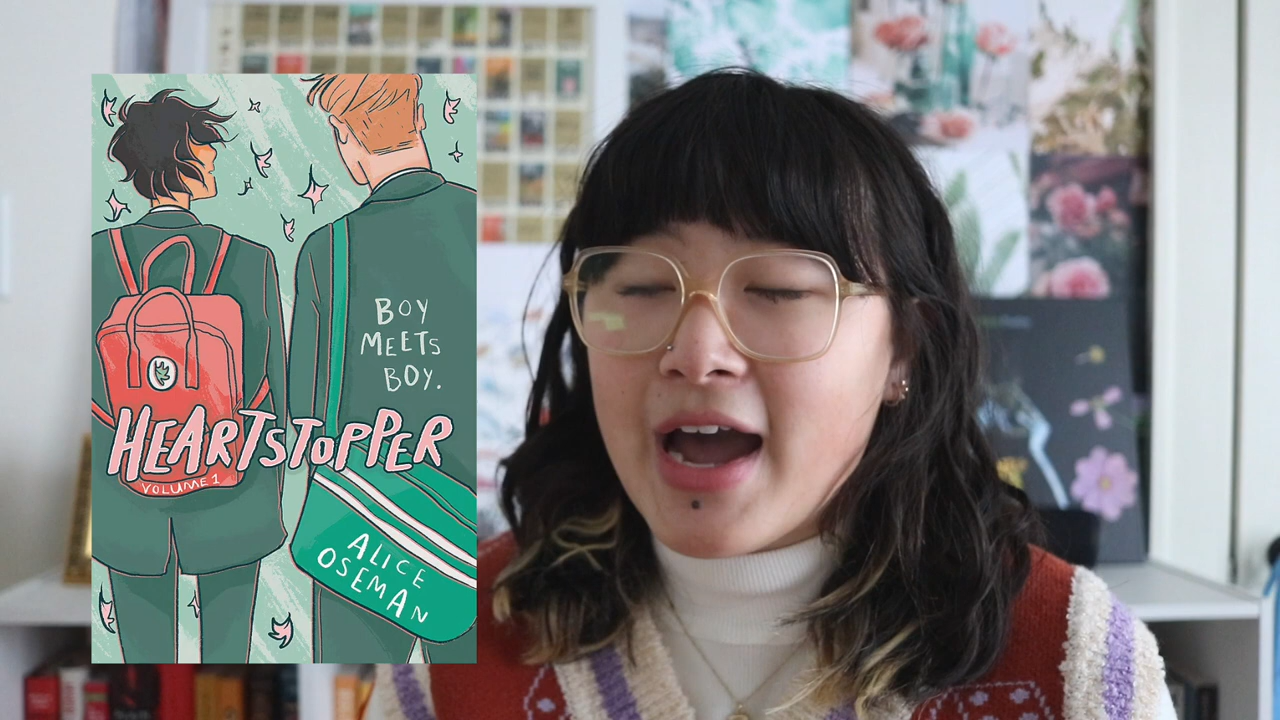 BOY
MEETS
BOY.
HEARTSTOPPER
VOLUME 1
ALICE
OSEMAN